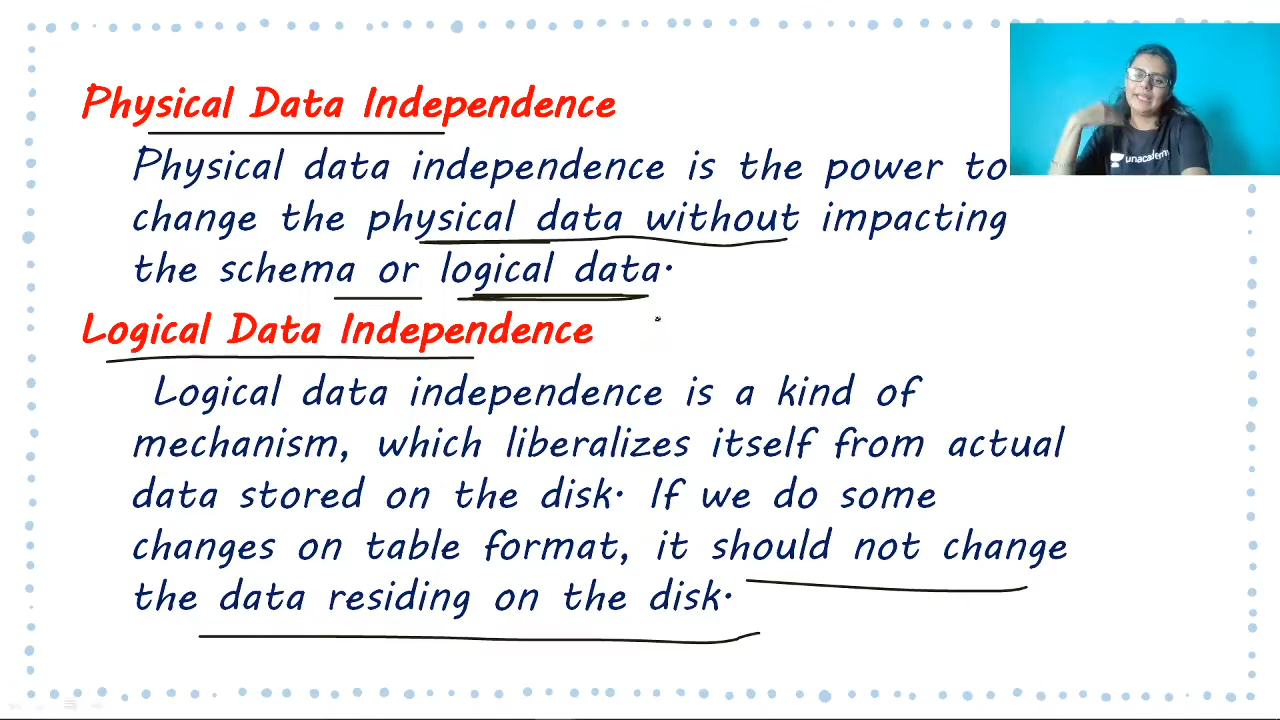 Physical Data Independence
Physical data independence is the power to
change the physical data without impacting
the schema or logical data.
Logical Data Independence
Logical data independence is a kind of
mechanism, which liberalizes itself from actual
data stored on the disk. If we do some
changes on table format, it should not change
the data residing on the disk.
unacademy